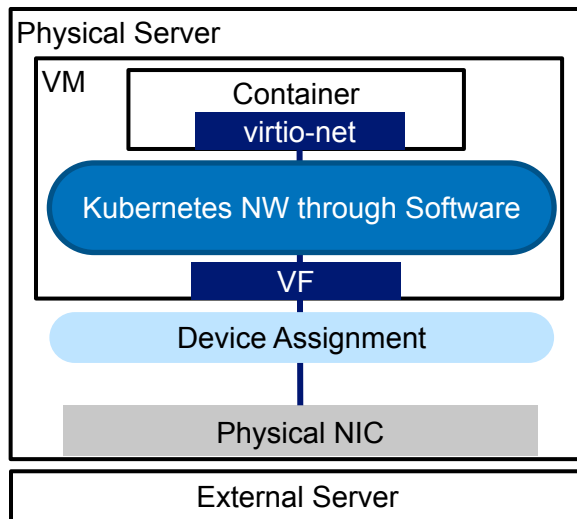 Physical Server
VM
Container
virtio-net
Kubernetes NW through Software
VF
Device Assignment
Physical NIC
External Server